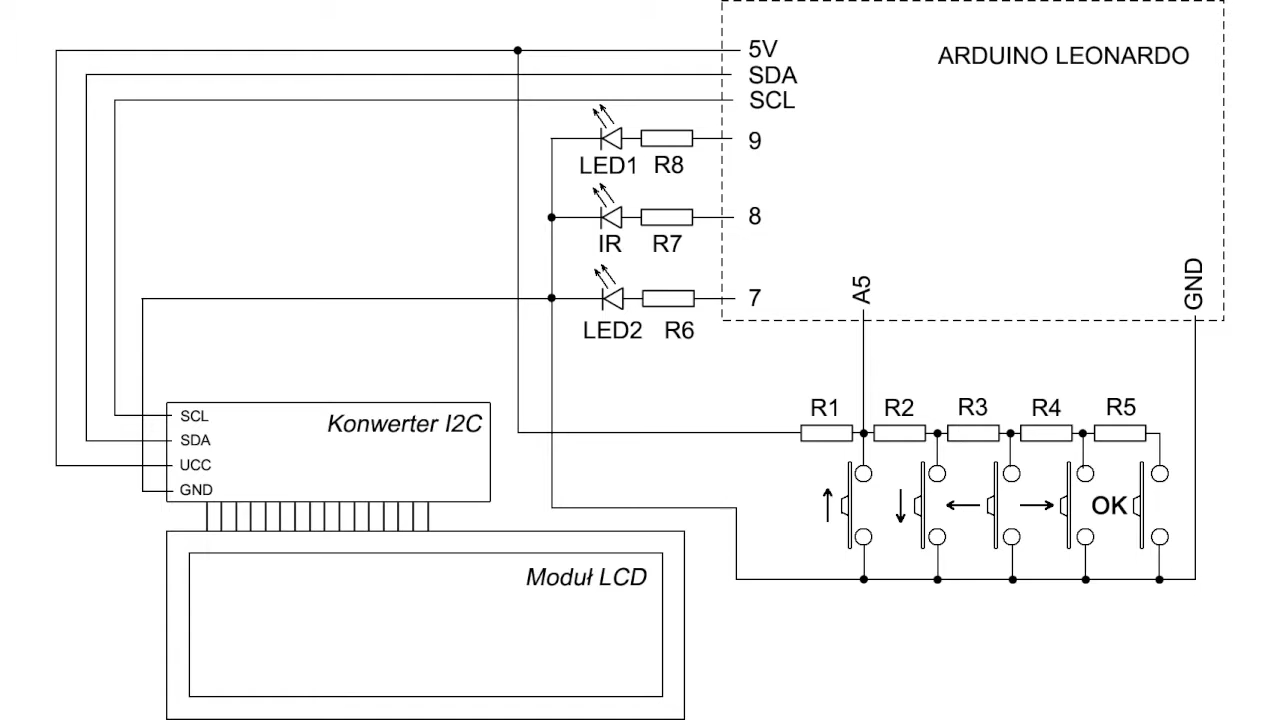 5V
ARDUINO LEONARDO
SDA
SCL
9
LED1
R8
8
IR
R7
7
LED2
R6
A5
GND
R1
R2
R3
R4
R5
SCL
Konwerter I2C
SDA
UCC
GND
OK
Moduł LCD